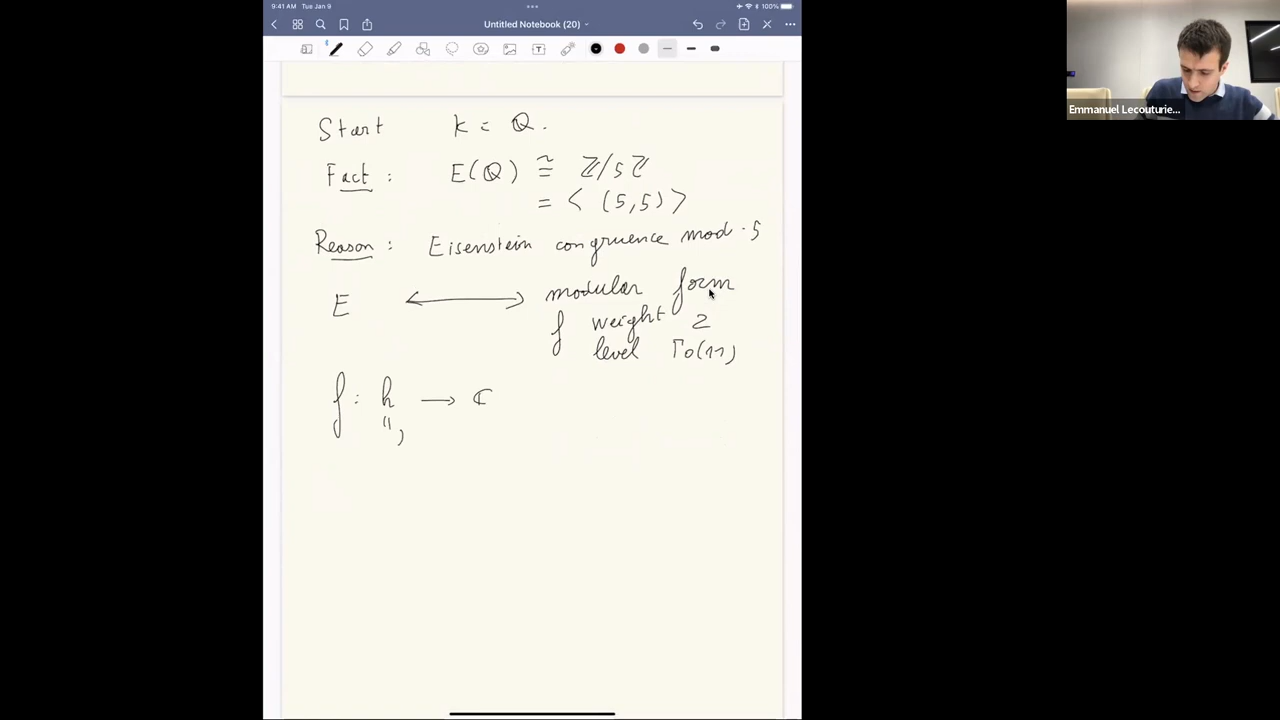 9:41 AM Tue Jan 9
100%
Untitled Notebook (20)
Emmanuel Lecouturie...
Start k = ℚ.
Fact : E(ℚ) ≅ ℤ/5ℤ
= < (5,5) >
Reason : Eisenstein congruence mod. 5
E ⟷ modular form
f weight 2
level Γ0(11)
f : h ⟶ ℂ
"